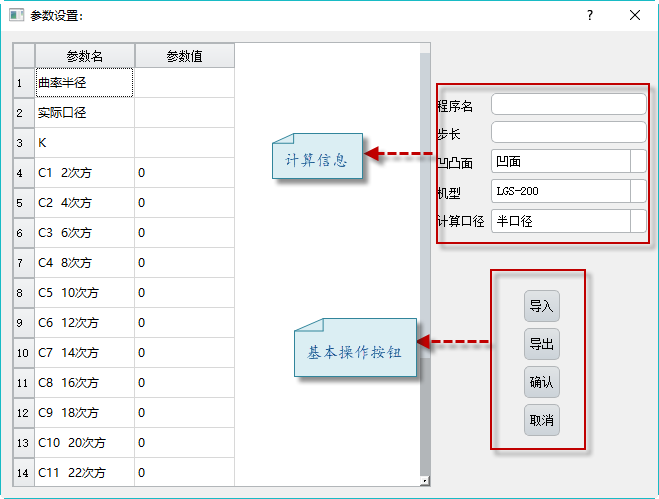 参数设置:
?
参数名 参数值
1 曲率半径
2 实际口径
3 K
4 C1 2次方 0
5 C2 4次方 0
6 C3 6次方 0
7 C4 8次方 0
8 C5 10次方 0
9 C6 12次方 0
10 C7 14次方 0
11 C8 16次方 0
12 C9 18次方 0
13 C10 20次方 0
14 C11 22次方 0
计算信息
基本操作按钮
程序名
步长
凹凸面 凹面
机型 LGS-200
计算口径 半口径
导入
导出
确认
取消